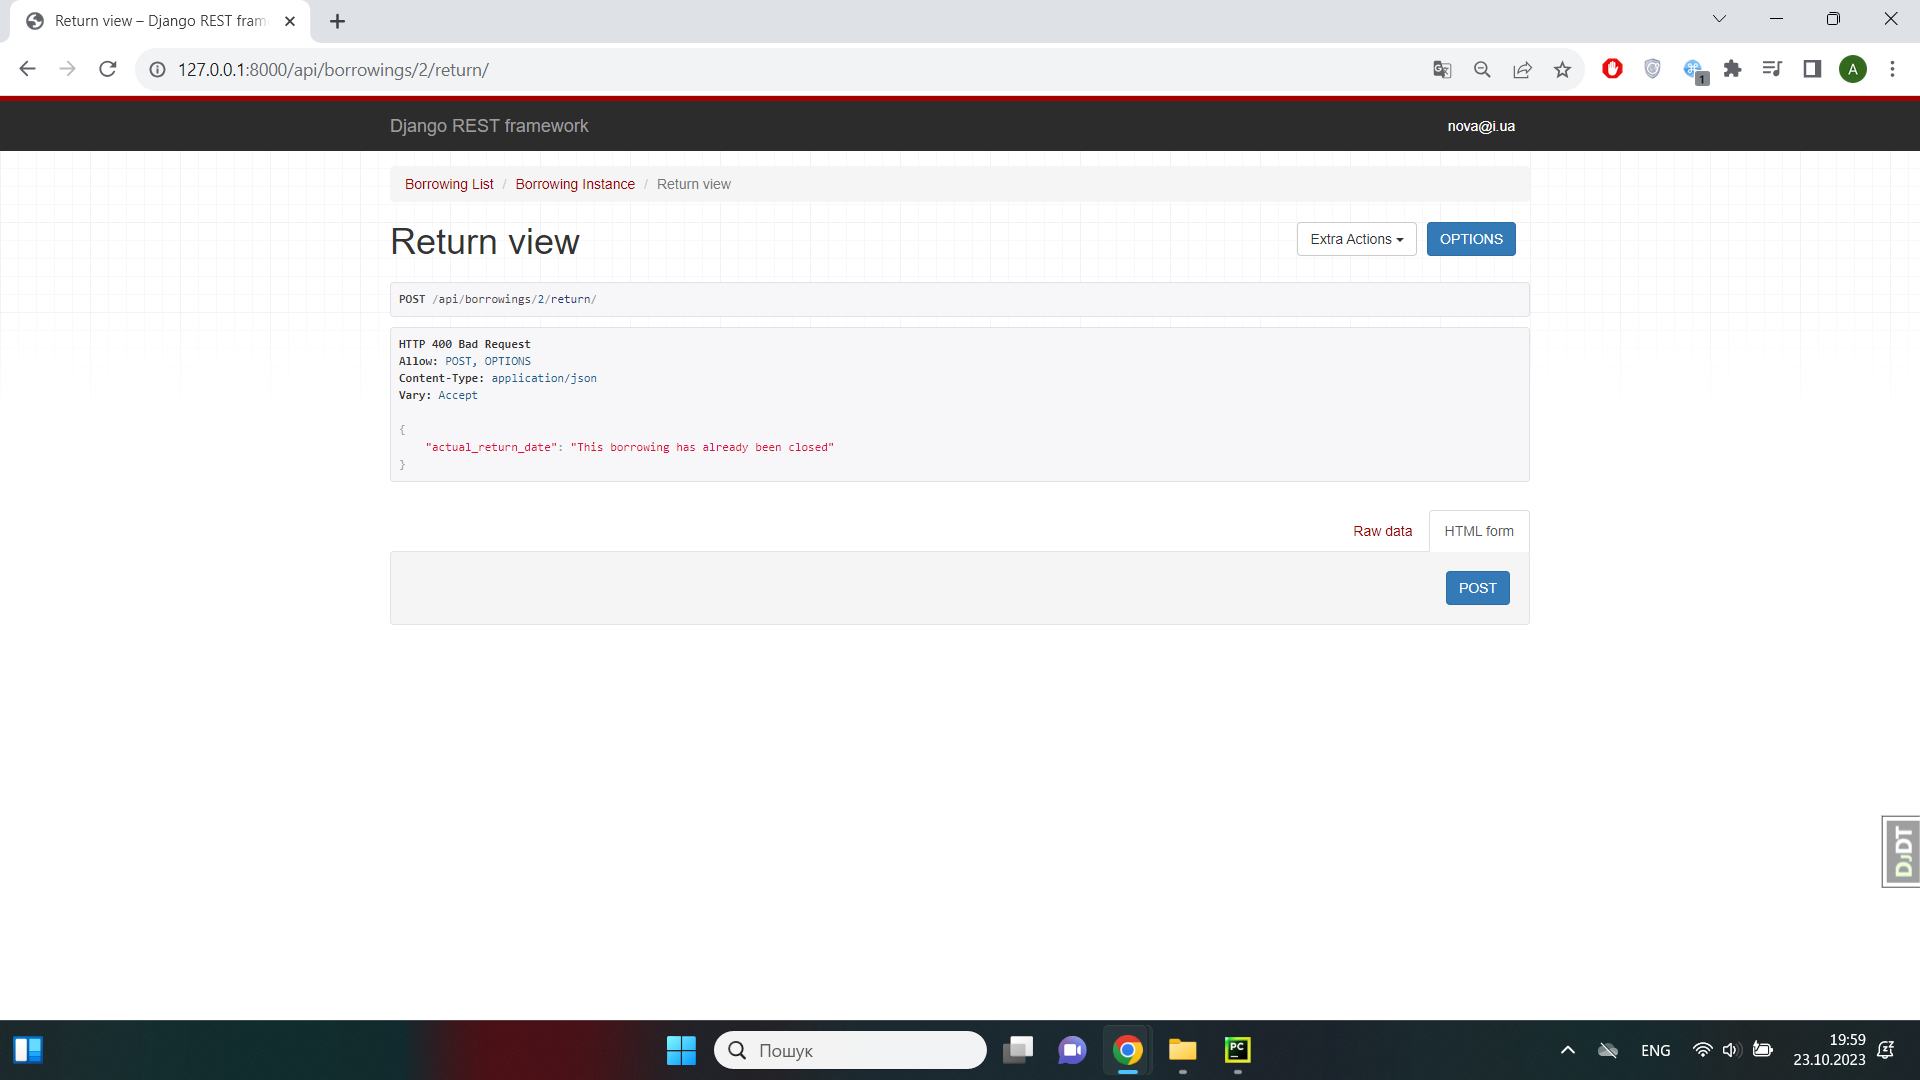 Return view – Django REST fram
127.0.0.1:8000/api/borrowings/2/return/
1
A
Django REST framework
nova@i.ua
Borrowing List / Borrowing Instance / Return view
Return view
Extra Actions
OPTIONS
POST /api/borrowings/2/return/
HTTP 400 Bad Request
Allow: POST, OPTIONS
Content-Type: application/json
Vary: Accept
{
"actual_return_date": "This borrowing has already been closed"
}
Raw data
HTML form
POST
DjDT
Пошук
PC
ENG
19:59
23.10.2023